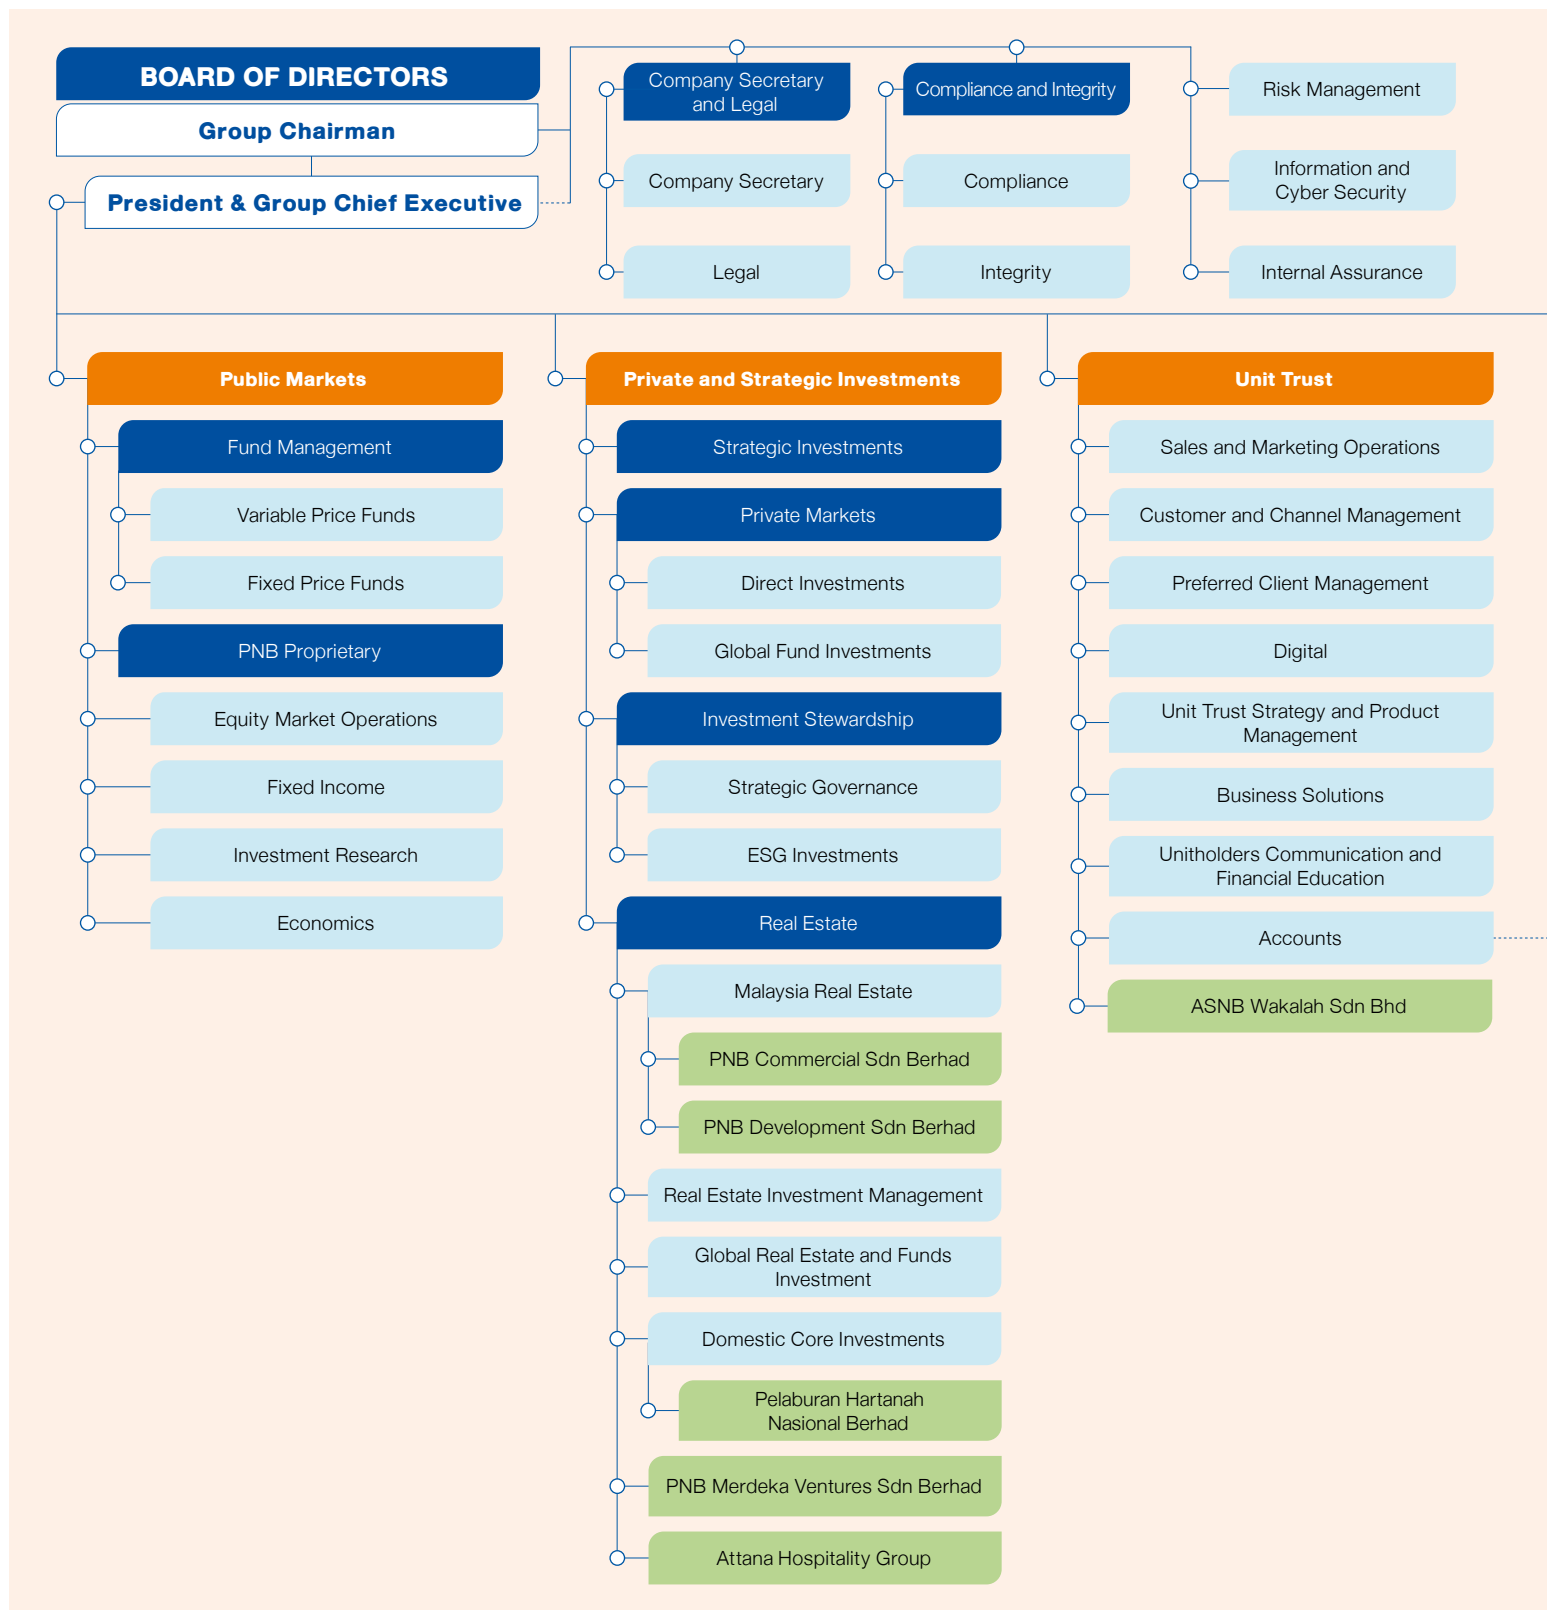 BOARD OF DIRECTORS
Group Chairman
President & Group Chief Executive
Company Secretary
and Legal
Company Secretary
Legal
Compliance and Integrity
Compliance
Integrity
Risk Management
Information and
Cyber Security
Internal Assurance
Public Markets
Fund Management
Variable Price Funds
Fixed Price Funds
PNB Proprietary
Equity Market Operations
Fixed Income
Investment Research
Economics
Private and Strategic Investments
Strategic Investments
Private Markets
Direct Investments
Global Fund Investments
Investment Stewardship
Strategic Governance
ESG Investments
Real Estate
Malaysia Real Estate
PNB Commercial Sdn Berhad
PNB Development Sdn Berhad
Real Estate Investment Management
Global Real Estate and Funds
Investment
Domestic Core Investments
Pelaburan Hartanah
Nasional Berhad
PNB Merdeka Ventures Sdn Berhad
Attana Hospitality Group
Unit Trust
Sales and Marketing Operations
Customer and Channel Management
Preferred Client Management
Digital
Unit Trust Strategy and Product
Management
Business Solutions
Unitholders Communication and
Financial Education
Accounts
ASNB Wakalah Sdn Bhd